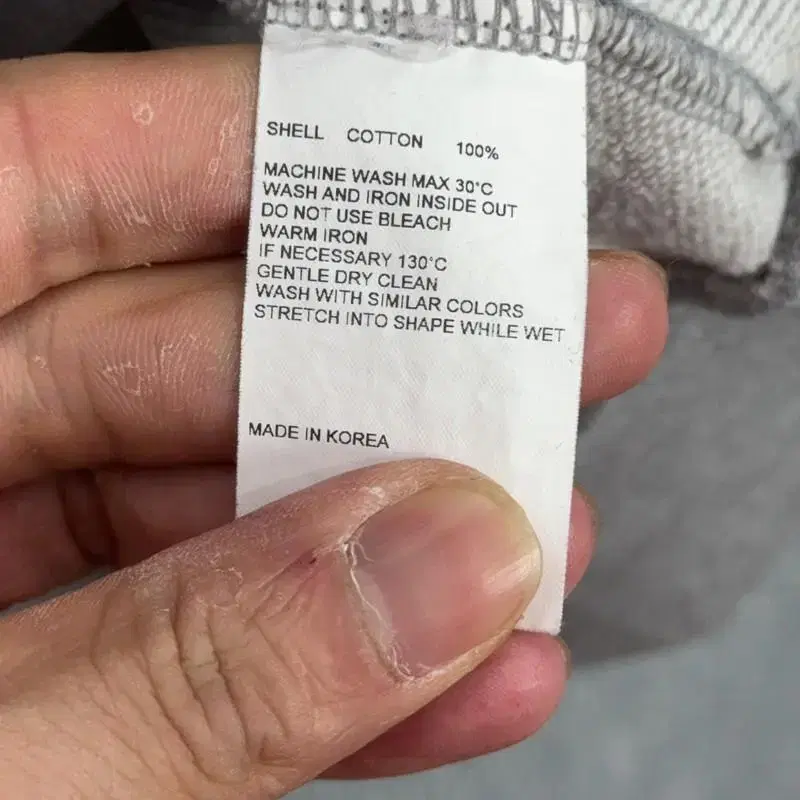 SHELL COTTON 100%
MACHINE WASH MAX 30°C
WASH AND IRON INSIDE OUT
DO NOT USE BLEACH
WARM IRON
IF NECESSARY 130°C
GENTLE DRY CLEAN
WASH WITH SIMILAR COLORS
STRETCH INTO SHAPE WHILE WET
MADE IN KOREA